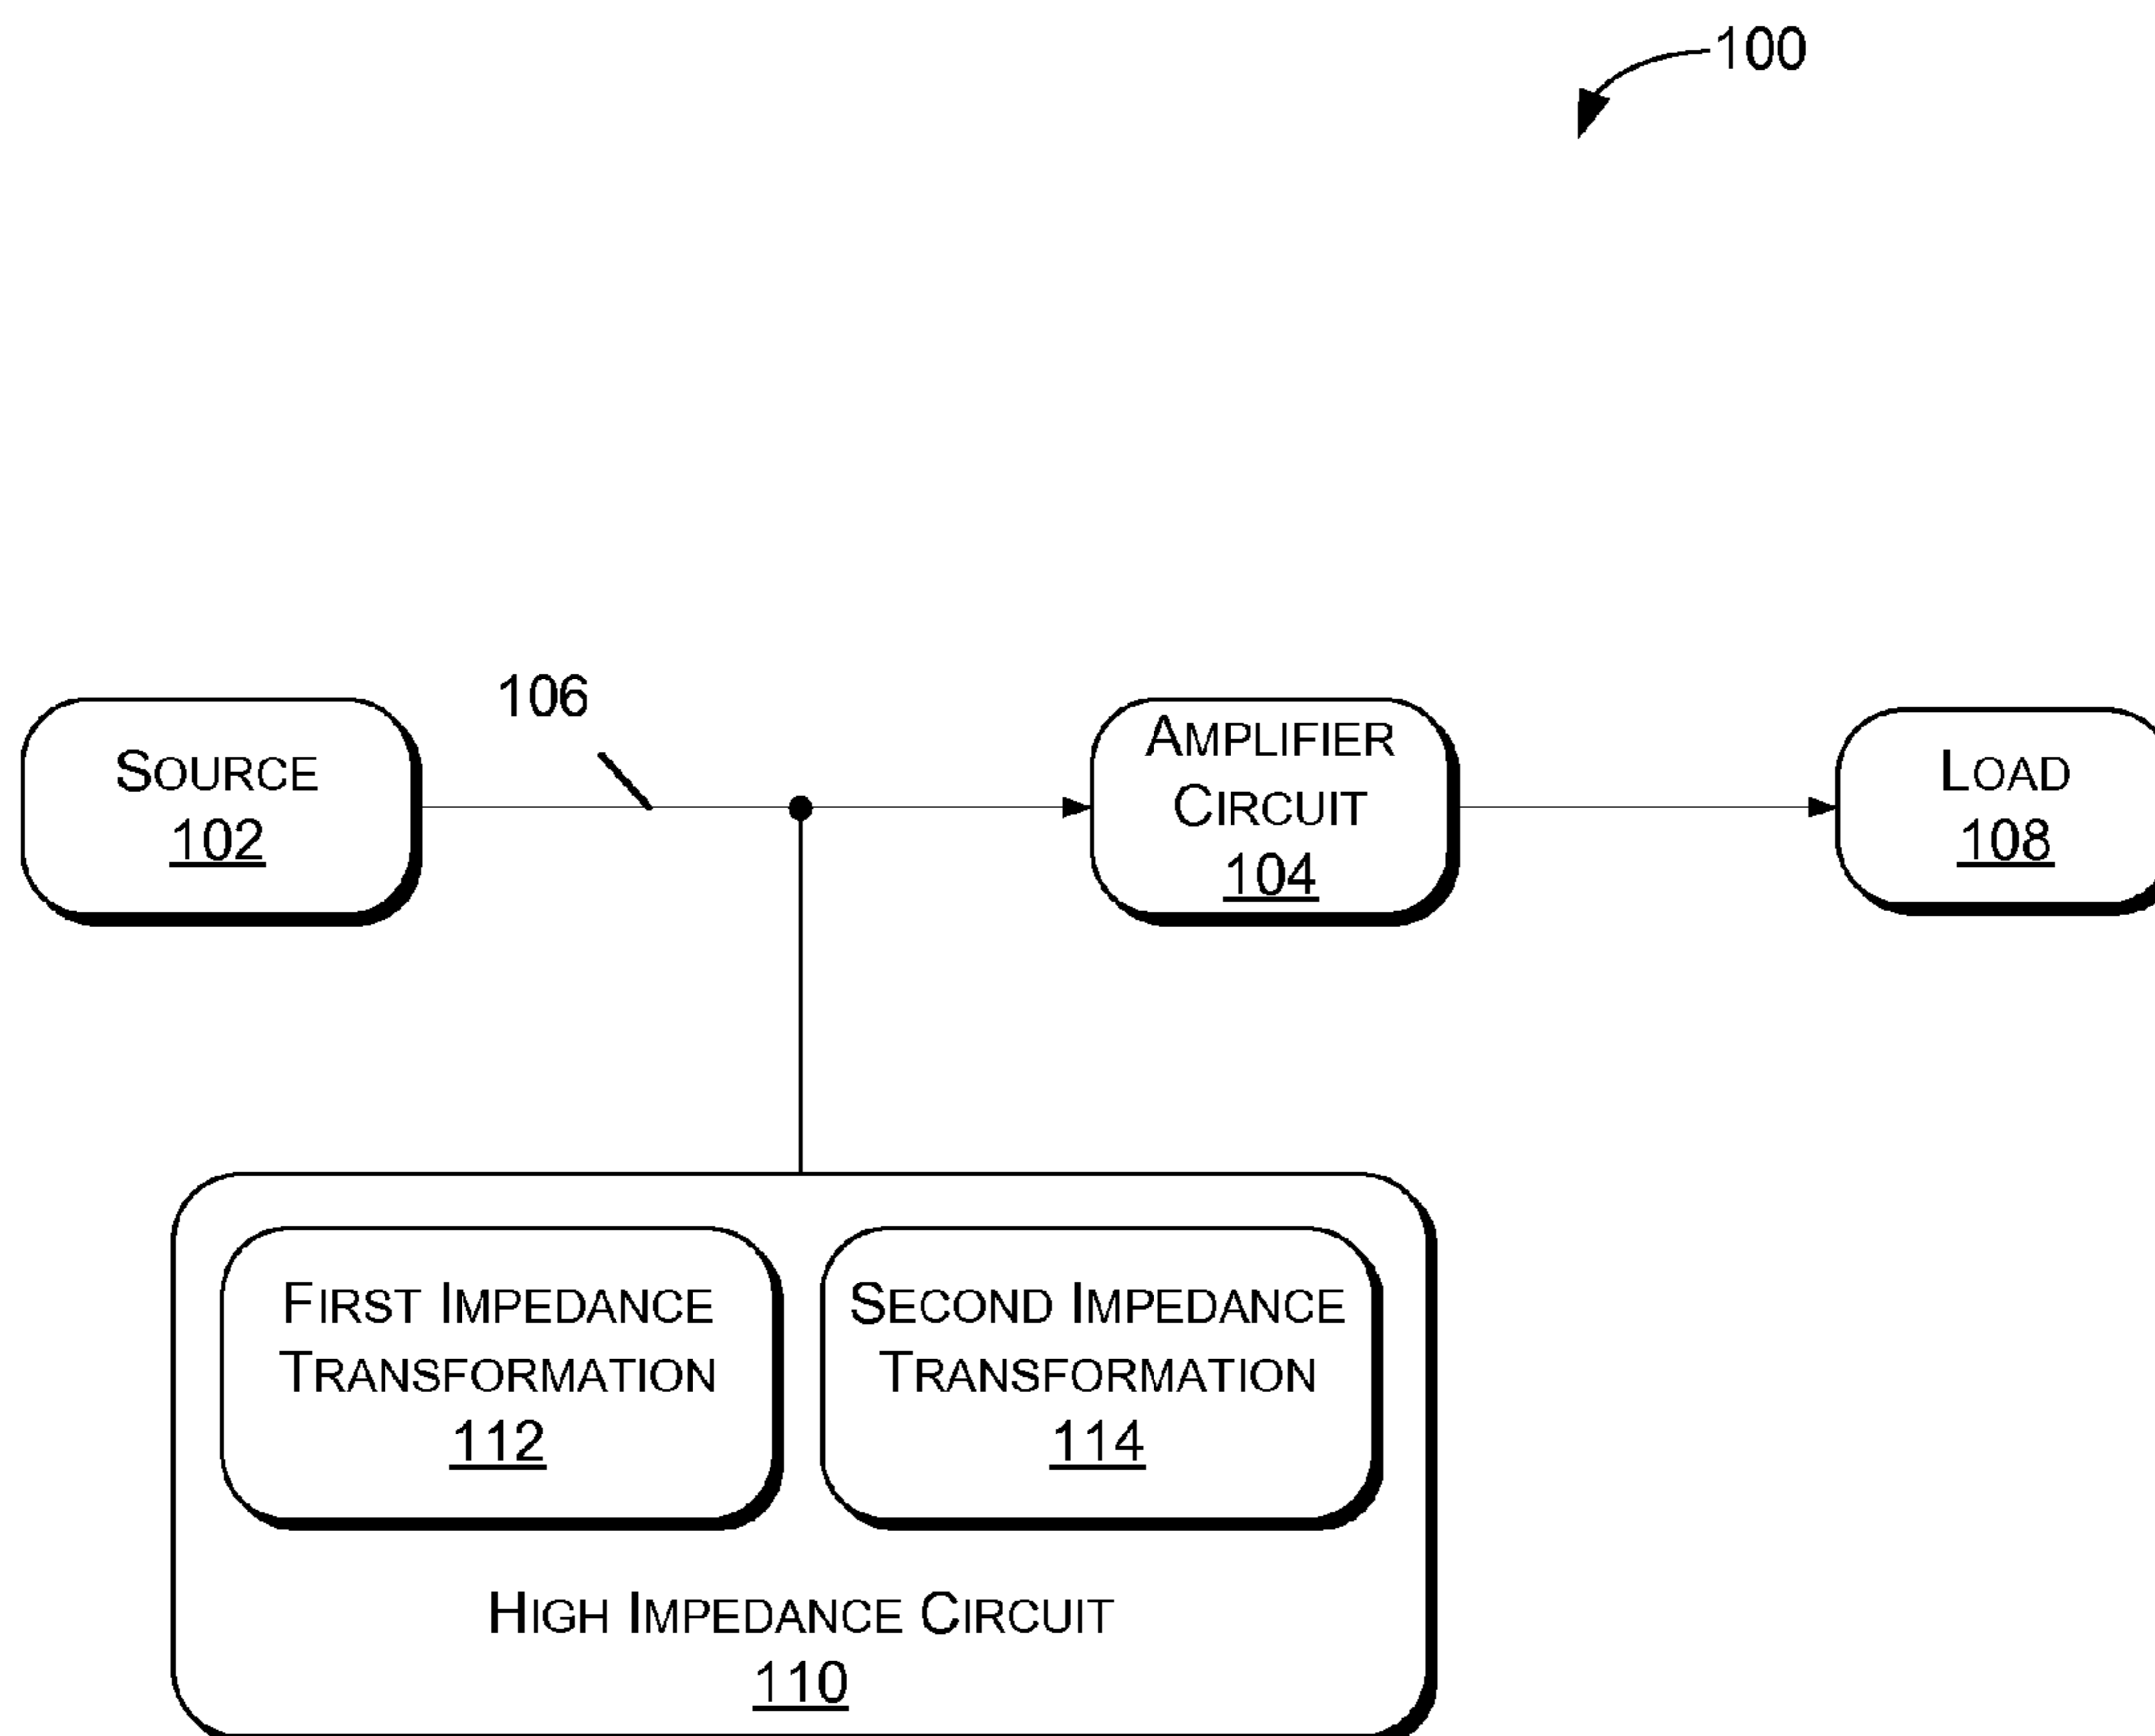 100
106
SOURCE
102
AMPLIFIER
CIRCUIT
104
LOAD
108
FIRST IMPEDANCE
TRANSFORMATION
112
SECOND IMPEDANCE
TRANSFORMATION
114
HIGH IMPEDANCE CIRCUIT
110